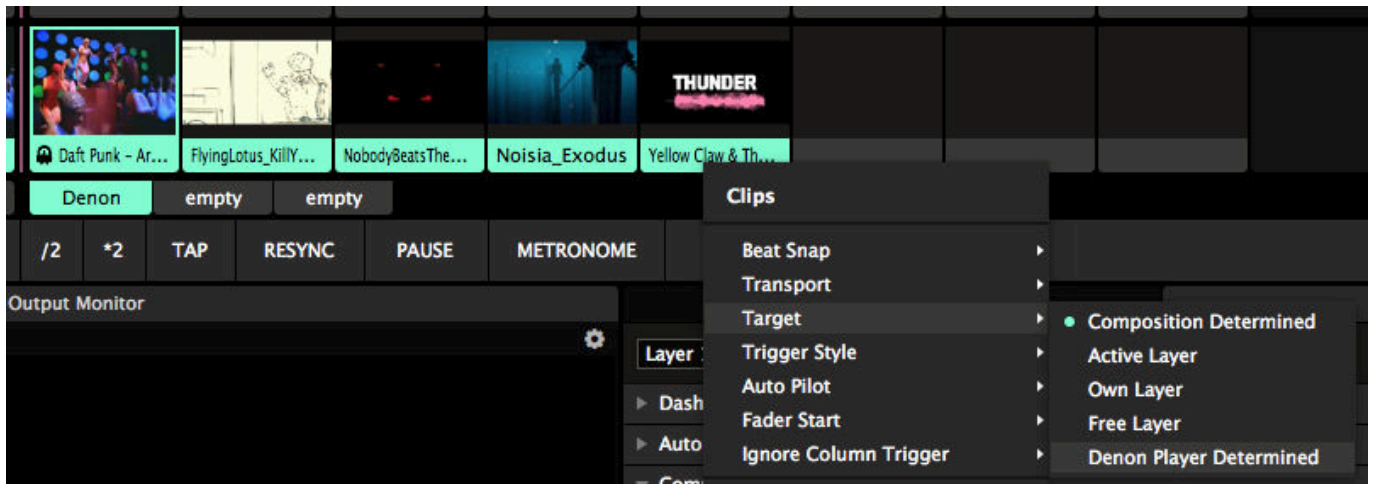 THUNDER
Daft Punk - Ar...
FlyingLotus_KillY...
NobodyBeatsThe...
Noisia_Exodus
Yellow Claw & Th...
Denon
empty
empty
Clips
/2
*2
TAP
RESYNC
PAUSE
METRONOME
Beat Snap
Transport
Target
Trigger Style
Auto Pilot
Fader Start
Ignore Column Trigger
Composition Determined
Active Layer
Own Layer
Free Layer
Denon Player Determined
Output Monitor
Layer
Dash
Auto